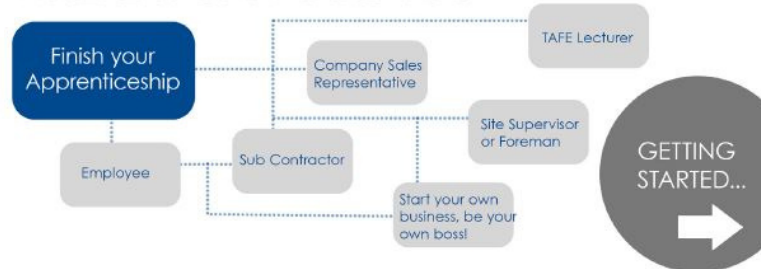 Finish your
Apprenticeship
TAFE Lecturer
Company Sales
Representative
Site Supervisor
or Foreman
Employee
Sub Contractor
Start your own
business, be your
own boss!
GETTING
STARTED...